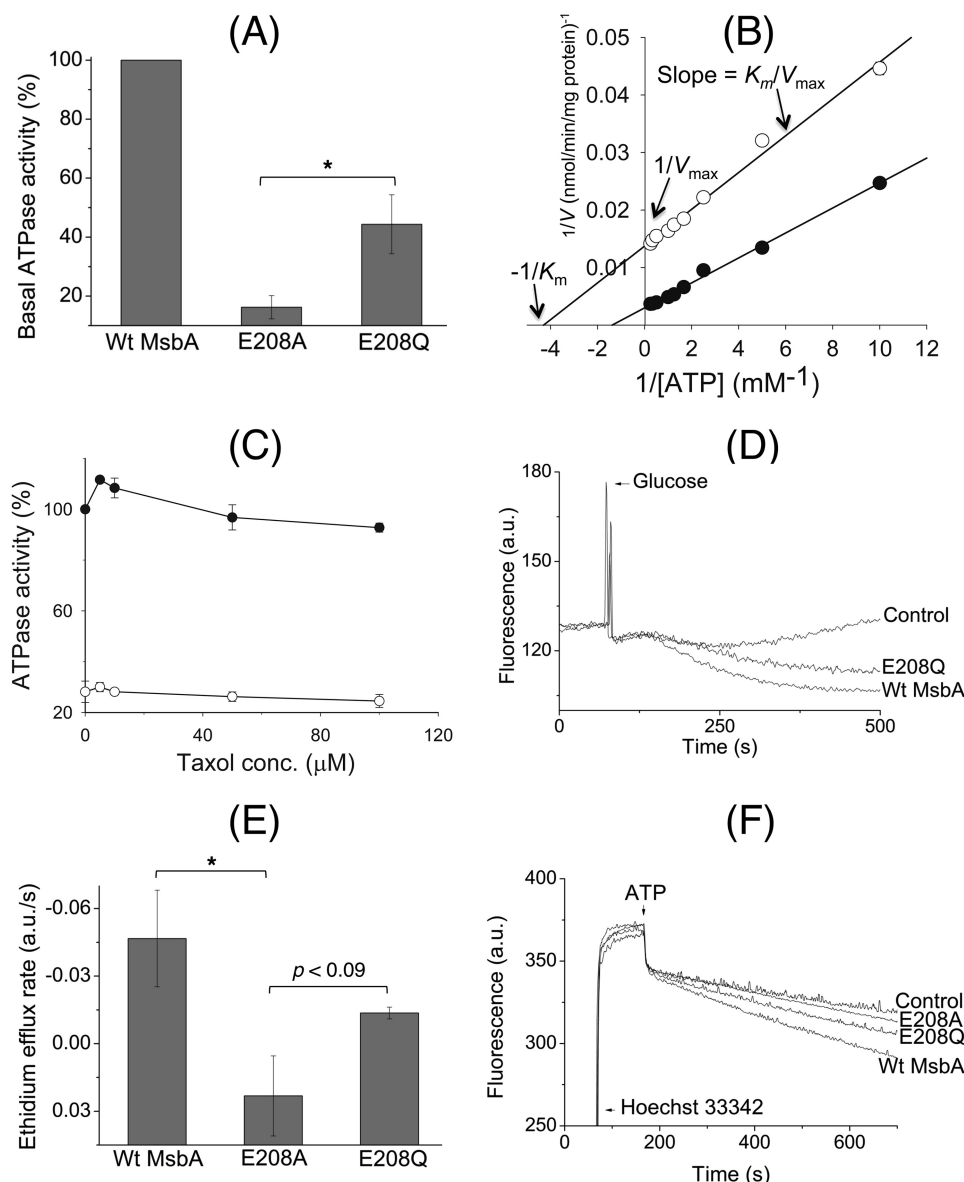 (A)
Basal ATPase activity (%)
100
80
60
40
20
*
Wt MsbA
E208A
E208Q
(B)
1/V (nmol/min/mg protein)-1
0.05
0.04
0.03
0.02
0.01
Slope = Km/Vmax
1/Vmax
-1/Km
-4
-2
0
2
4
6
8
10
12
1/[ATP] (mM-1)
(C)
ATPase activity (%)
100
60
20
0
40
80
120
Taxol conc. (μM)
(D)
Fluorescence (a.u.)
180
150
120
Glucose
Control
E208Q
Wt MsbA
0
250
500
Time (s)
(E)
Ethidium efflux rate (a.u./s)
-0.06
-0.03
0.00
0.03
*
p < 0.09
Wt MsbA
E208A
E208Q
(F)
Fluorescence (a.u.)
400
350
300
250
ATP
Control
E208A
E208Q
Wt MsbA
Hoechst 33342
0
200
400
600
Time (s)